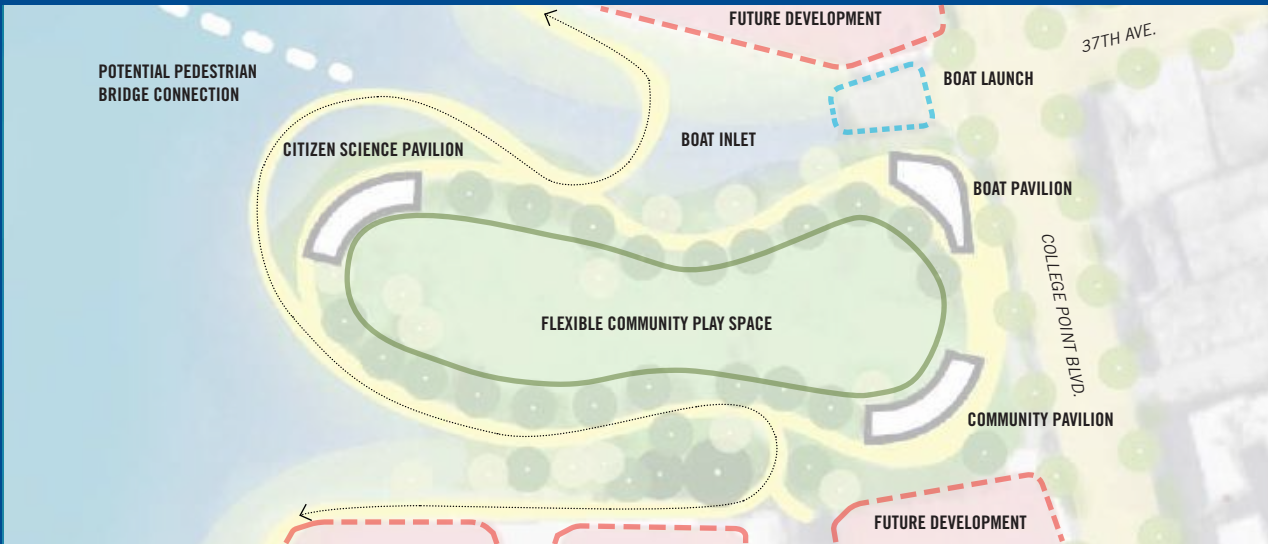 FUTURE DEVELOPMENT
37TH AVE.
POTENTIAL PEDESTRIAN
BRIDGE CONNECTION
BOAT LAUNCH
CITIZEN SCIENCE PAVILION
BOAT INLET
BOAT PAVILION
COLLEGE POINT BLVD.
FLEXIBLE COMMUNITY PLAY SPACE
COMMUNITY PAVILION
FUTURE DEVELOPMENT